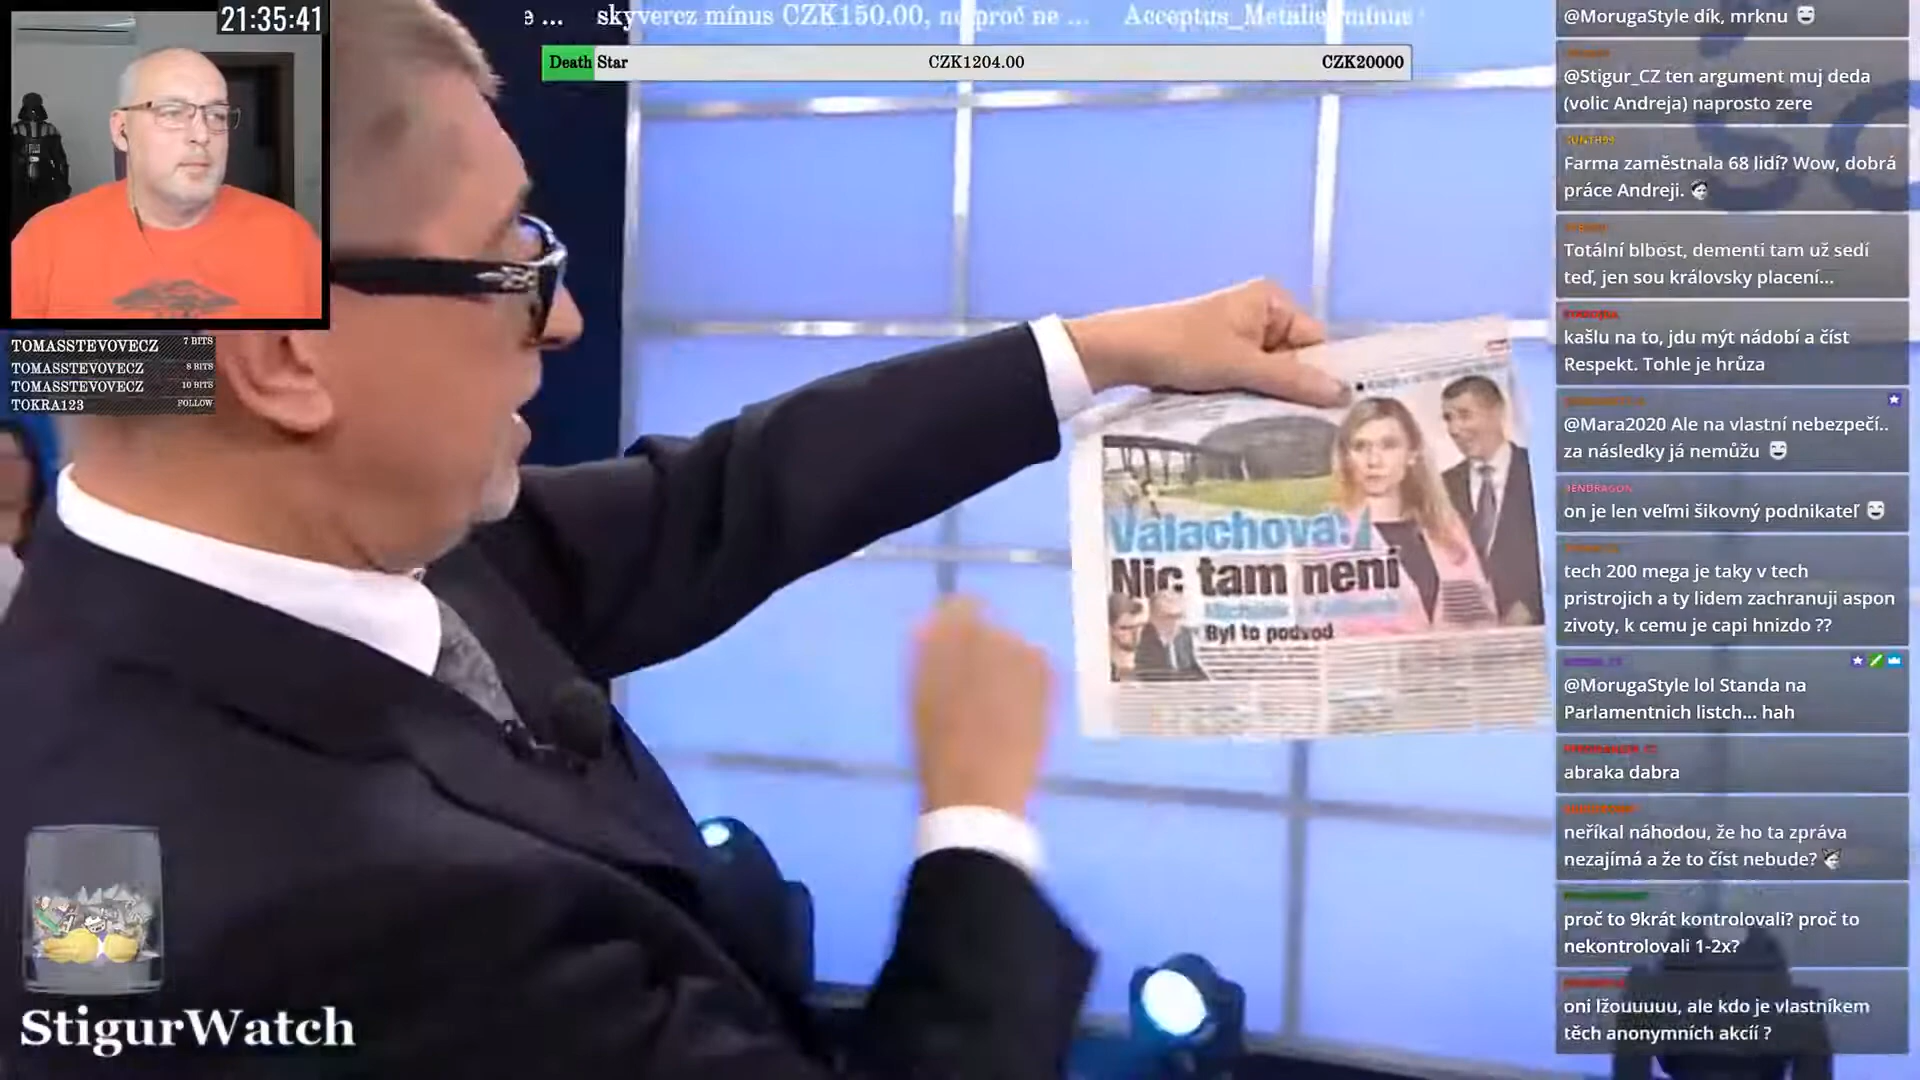 21:35:41
skyvercz mínus CZK150.00,
Death Star
CZK1204.00
CZK20000
TOMASSTEVOVECZ 7 BITS
TOMASSTEVOVECZ 8 BITS
TOMASSTEVOVECZ 10 BITS
TOKRA123 FOLLOW
Valachová:
Nic tam není
Byl to podvod
StigurWatch
@MorugaStyle dík, mrknu
@Stigur_CZ ten argument muj deda
(volic Andreja) naprosto zere
Farma zaměstnala 68 lidí? Wow, dobrá
práce Andreji.
Totální blbost, dementi tam už sedí
teď, jen sou královsky placení...
kašlu na to, jdu mýt nádobí a číst
Respekt. Tohle je hrůza
@Mara2020 Ale na vlastní nebezpečí..
za následky já nemůžu
on je len veľmi šikovný podnikateľ
tech 200 mega je taky v tech
pristrojich a ty lidem zachranuji aspon
zivoty, k cemu je capi hnizdo ??
@MorugaStyle lol Standa na
Parlamentnich listch... hah
abraka dabra
neříkal náhodou, že ho ta zpráva
nezajímá a že to číst nebude?
proč to 9krát kontrolovali? proč to
nekontrolovali 1-2x?
oni lžouuuuu, ale kdo je vlastníkem
těch anonymních akcíí ?